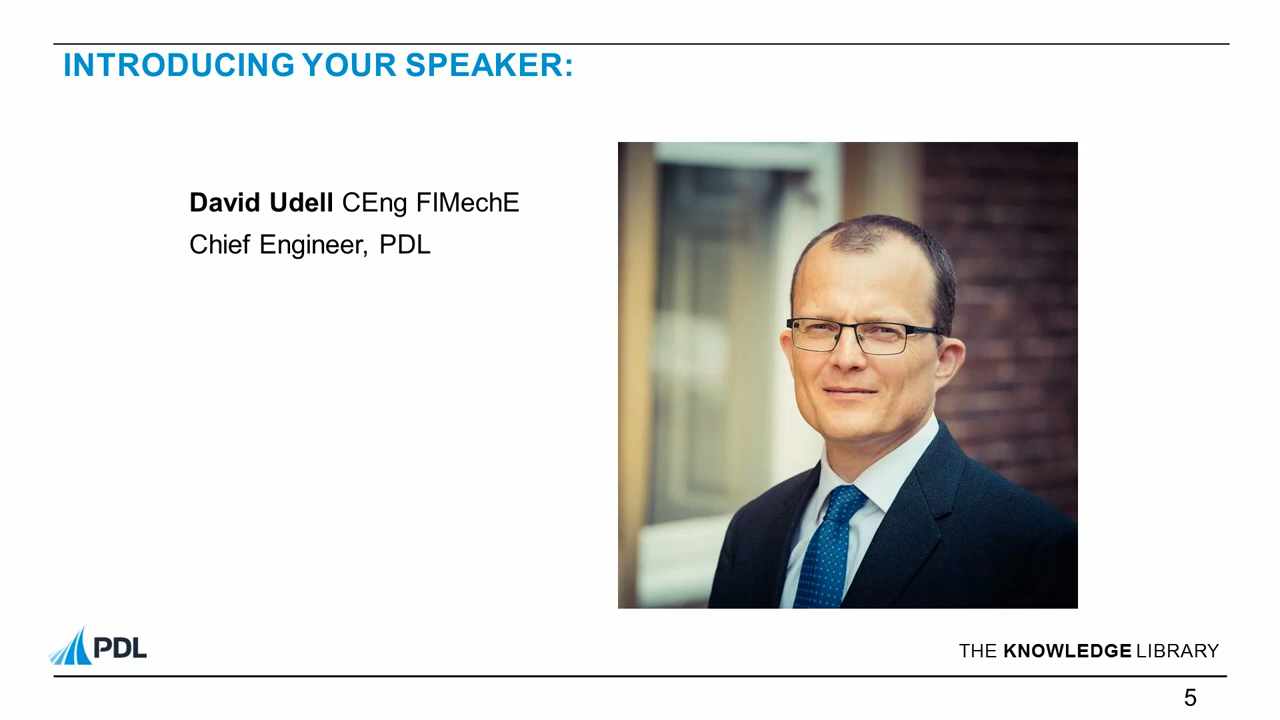 INTRODUCING YOUR SPEAKER:
David Udell CEng FIMechE
Chief Engineer, PDL
PDL
THE KNOWLEDGE LIBRARY
5